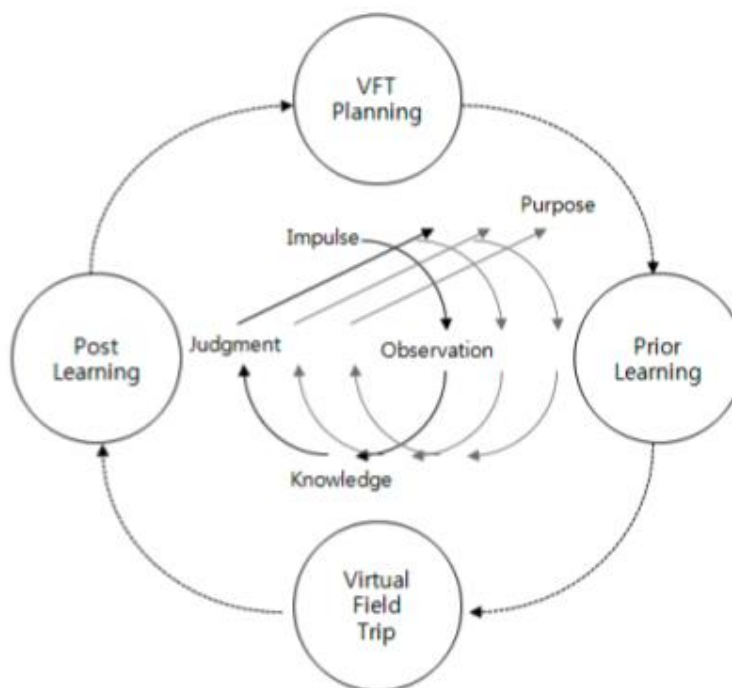 VFT
Planning
Purpose
Impulse
Post
Learning
Judgment
Observation
Prior
Learning
Knowledge
Virtual
Field
Trip